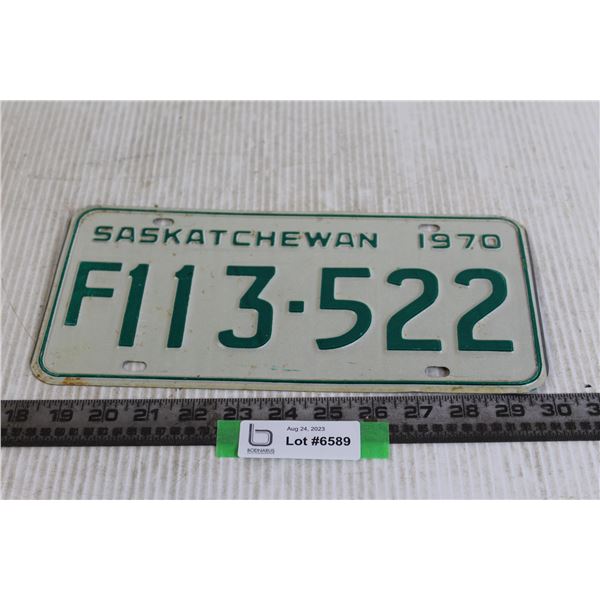 SASKATCHEWAN 1970
F113·522
18 19 20 21 22 23 24 25 26 27 28 29 30 3
Aug 24, 2023
Lot #6589
BODNARUS